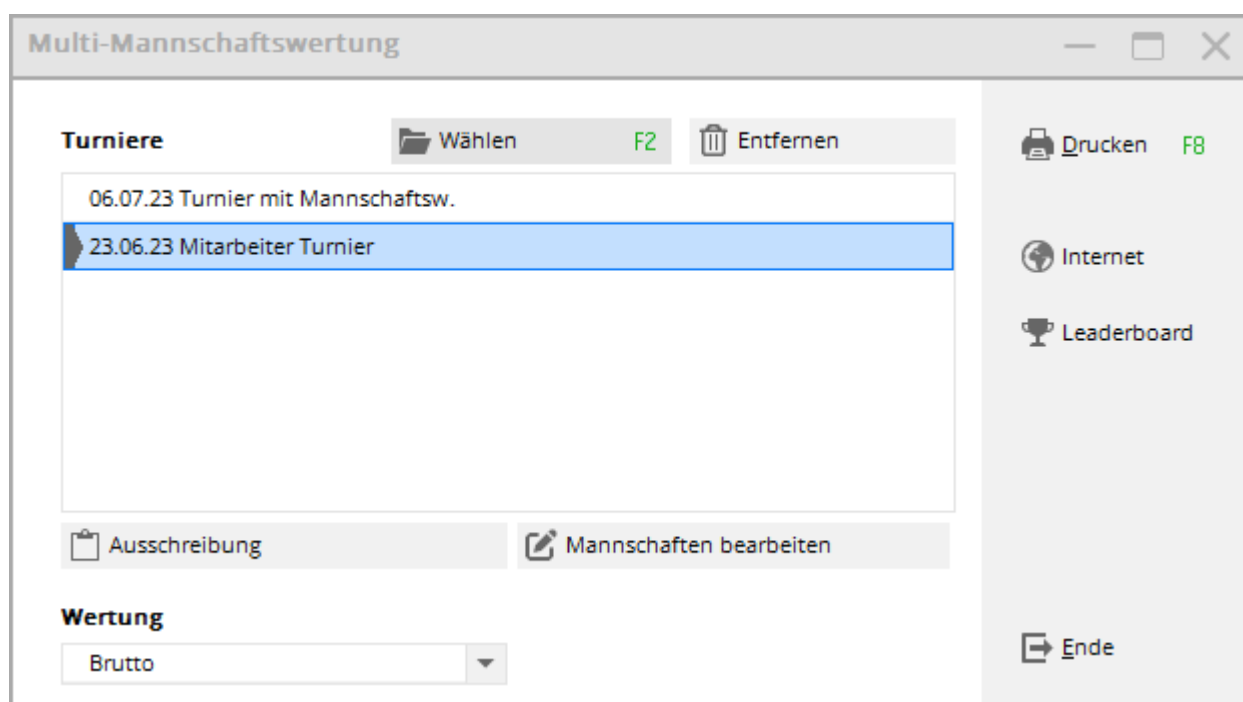 Multi-Mannschaftswertung
Turniere
Wählen F2
Entfernen
06.07.23 Turnier mit Mannschaftsw.
23.06.23 Mitarbeiter Turnier
Ausschreibung
Mannschaften bearbeiten
Wertung
Brutto
Drucken F8
Internet
Leaderboard
Ende